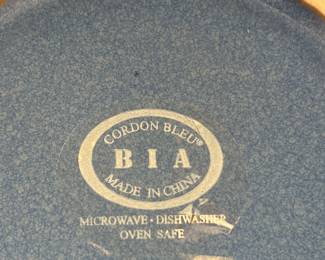 CORDON BLEU®
BIA
MADE IN CHINA
MICROWAVE · DISHWASHER
OVEN SAFE